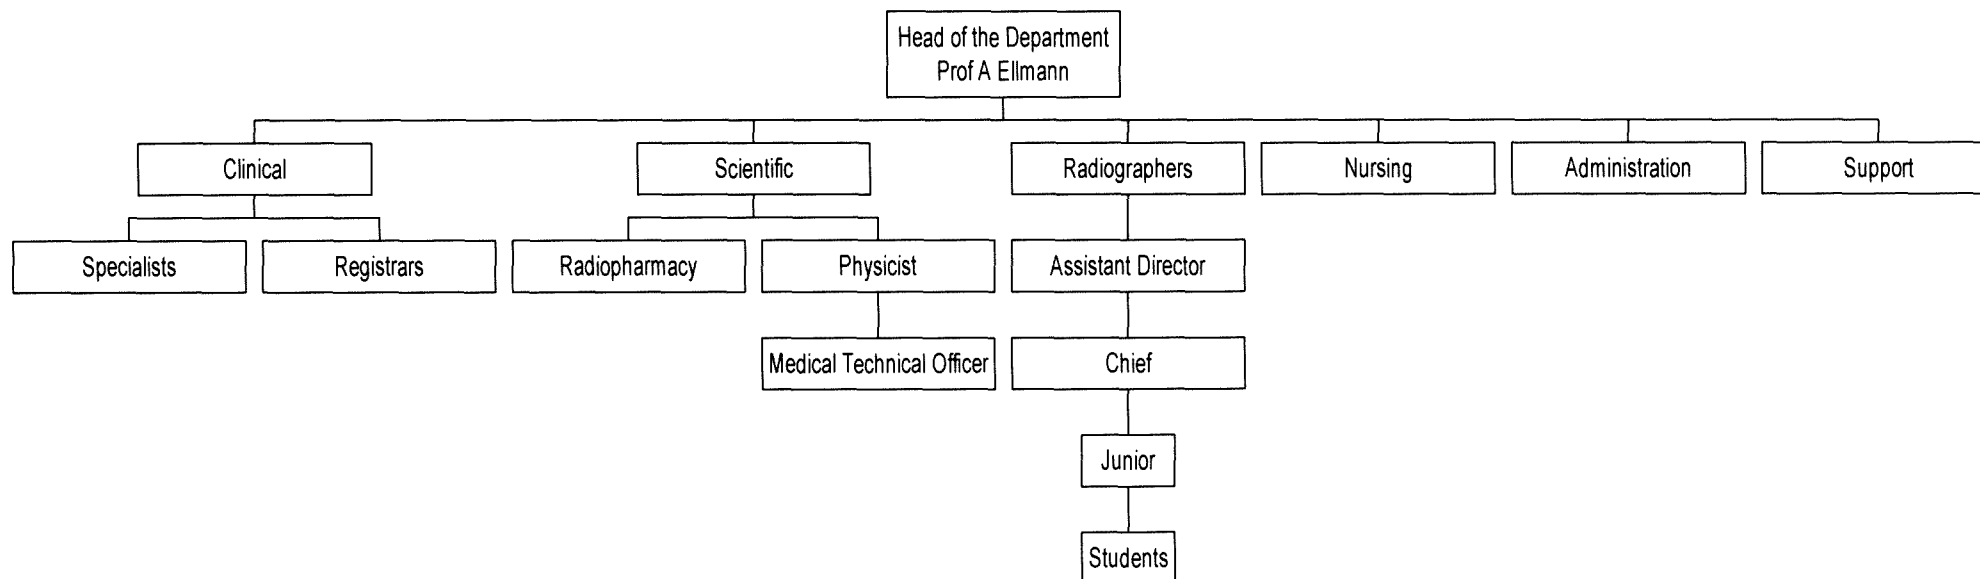 Head of the Department
Prof A Ellmann
Clinical
Scientific
Radiographers
Nursing
Administration
Support
Specialists
Registrars
Radiopharmacy
Physicist
Assistant Director
Medical Technical Officer
Chief
Junior
Students